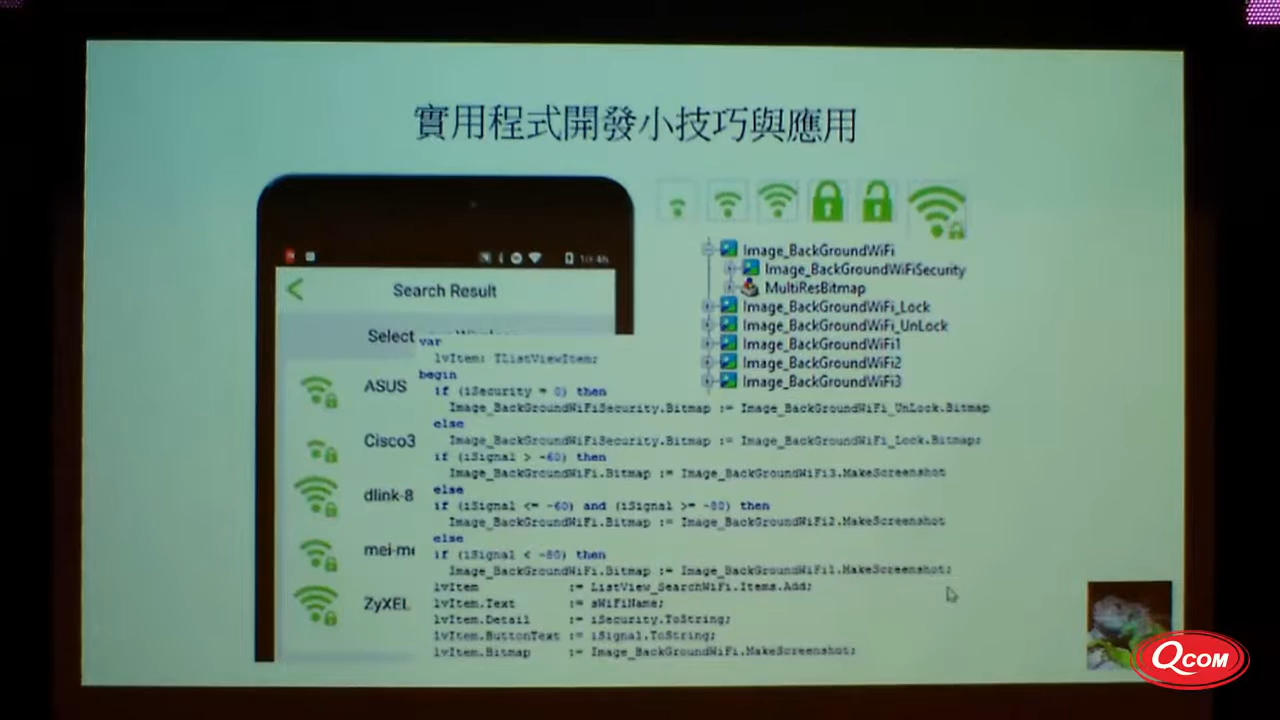 實用程式開發小技巧與應用
10:46
Search Result
Select
ASUS
Cisco3
dlink-8
mei-me
ZyXEL
Image_BackGroundWiFi
Image_BackGroundWiFiSecurity
MultiResBitmap
Image_BackGroundWiFi_Lock
Image_BackGroundWiFi_UnLock
Image_BackGroundWiFi1
Image_BackGroundWiFi2
Image_BackGroundWiFi3
var
lvItem: TListViewItem;
begin
if (iSecurity = 0) then
Image_BackGroundWiFiSecurity.Bitmap := Image_BackGroundWiFi_UnLock.Bitmap
else
Image_BackGroundWiFiSecurity.Bitmap := Image_BackGroundWiFi_Lock.Bitmap;
if (iSignal > -60) then
Image_BackGroundWiFi.Bitmap := Image_BackGroundWiFi3.MakeScreenshot
else
if (iSignal <= -60) and (iSignal >= -80) then
Image_BackGroundWiFi.Bitmap := Image_BackGroundWiFi2.MakeScreenshot
else
if (iSignal < -80) then
Image_BackGroundWiFi.Bitmap := Image_BackGroundWiFi1.MakeScreenshot;
lvItem := ListView_SearchWiFi.Items.Add;
lvItem.Text := sWiFiName;
lvItem.Detail := iSecurity.ToString;
lvItem.ButtonText := iSignal.ToString;
lvItem.Bitmap := Image_BackGroundWiFi.MakeScreenshot;
QCOM